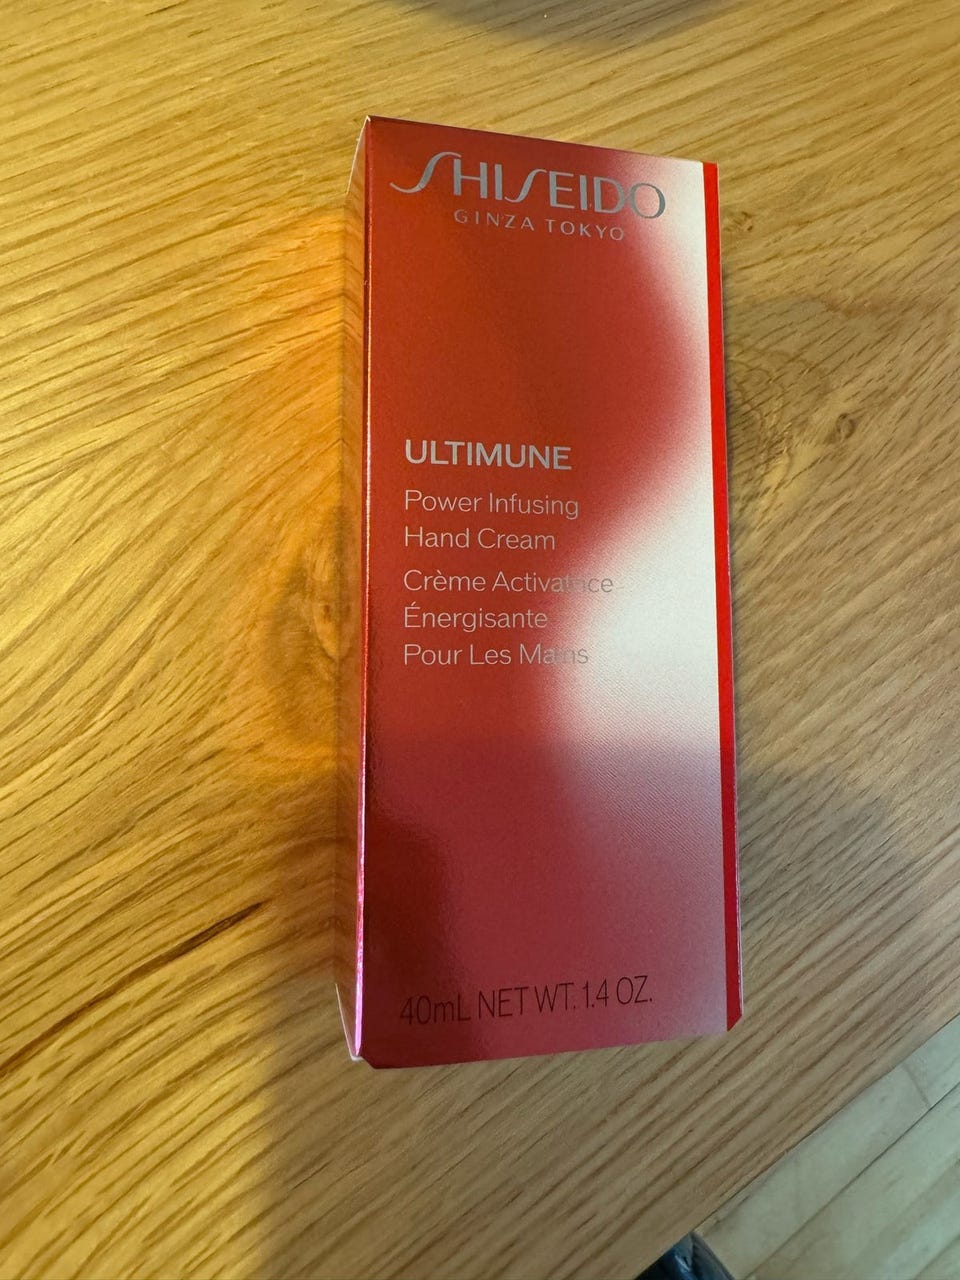 SHISEIDO
GINZA TOKYO
ULTIMUNE
Power Infusing
Hand Cream
Crème Activatrice
Énergisante
Pour Les Mains
40mL NET WT. 1.4 OZ.